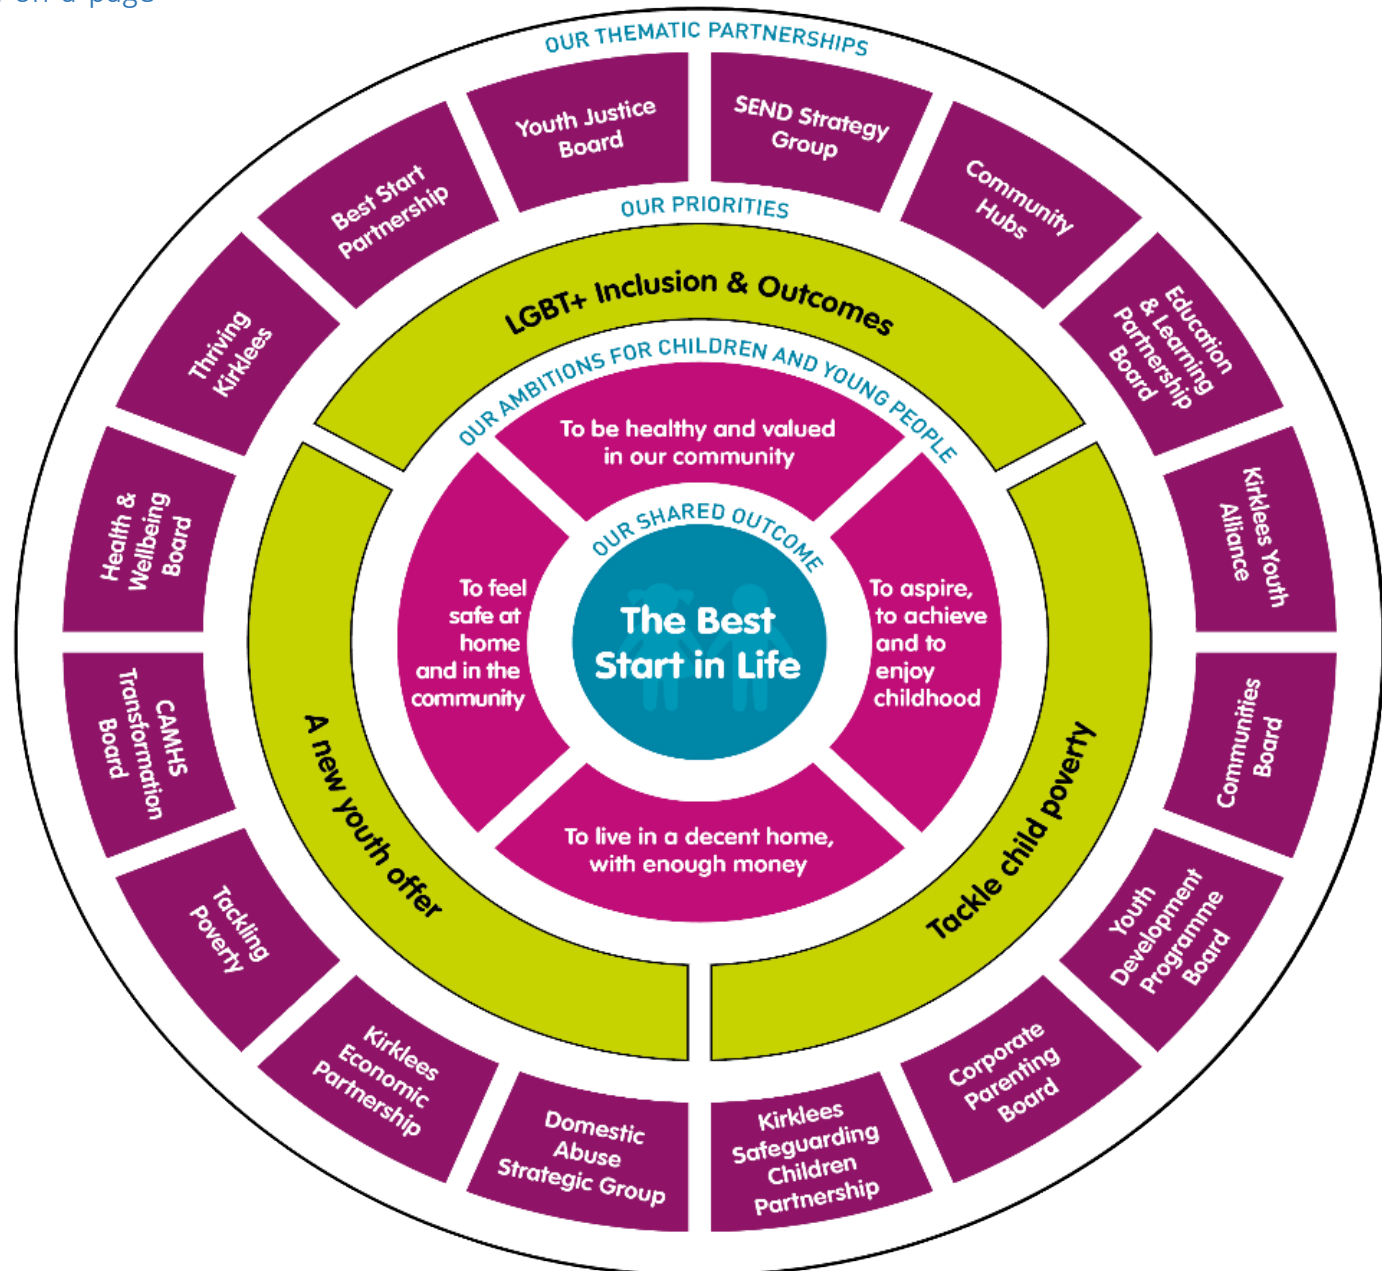 on a page
OUR THEMATIC PARTNERSHIPS
Youth Justice
Board
SEND Strategy
Group
Community
Hubs
Education
& Learning
Partnership
Board
Kirklees Youth
Alliance
Communities
Board
Youth
Development
Programme
Board
Corporate
Parenting
Board
Kirklees
Safeguarding
Children
Partnership
Domestic
Abuse
Strategic Group
Kirklees
Economic
Partnership
Tackling
Poverty
CAMHS
Transformation
Board
Health &
Wellbeing
Board
Thriving
Kirklees
Best Start
Partnership
OUR PRIORITIES
LGBT+ Inclusion & Outcomes
Tackle child poverty
A new youth offer
OUR AMBITIONS FOR CHILDREN AND YOUNG PEOPLE
To be healthy and valued
in our community
To aspire,
to achieve
and to
enjoy
childhood
To live in a decent home,
with enough money
To feel
safe at
home
and in the
community
OUR SHARED OUTCOME
The Best
Start in Life